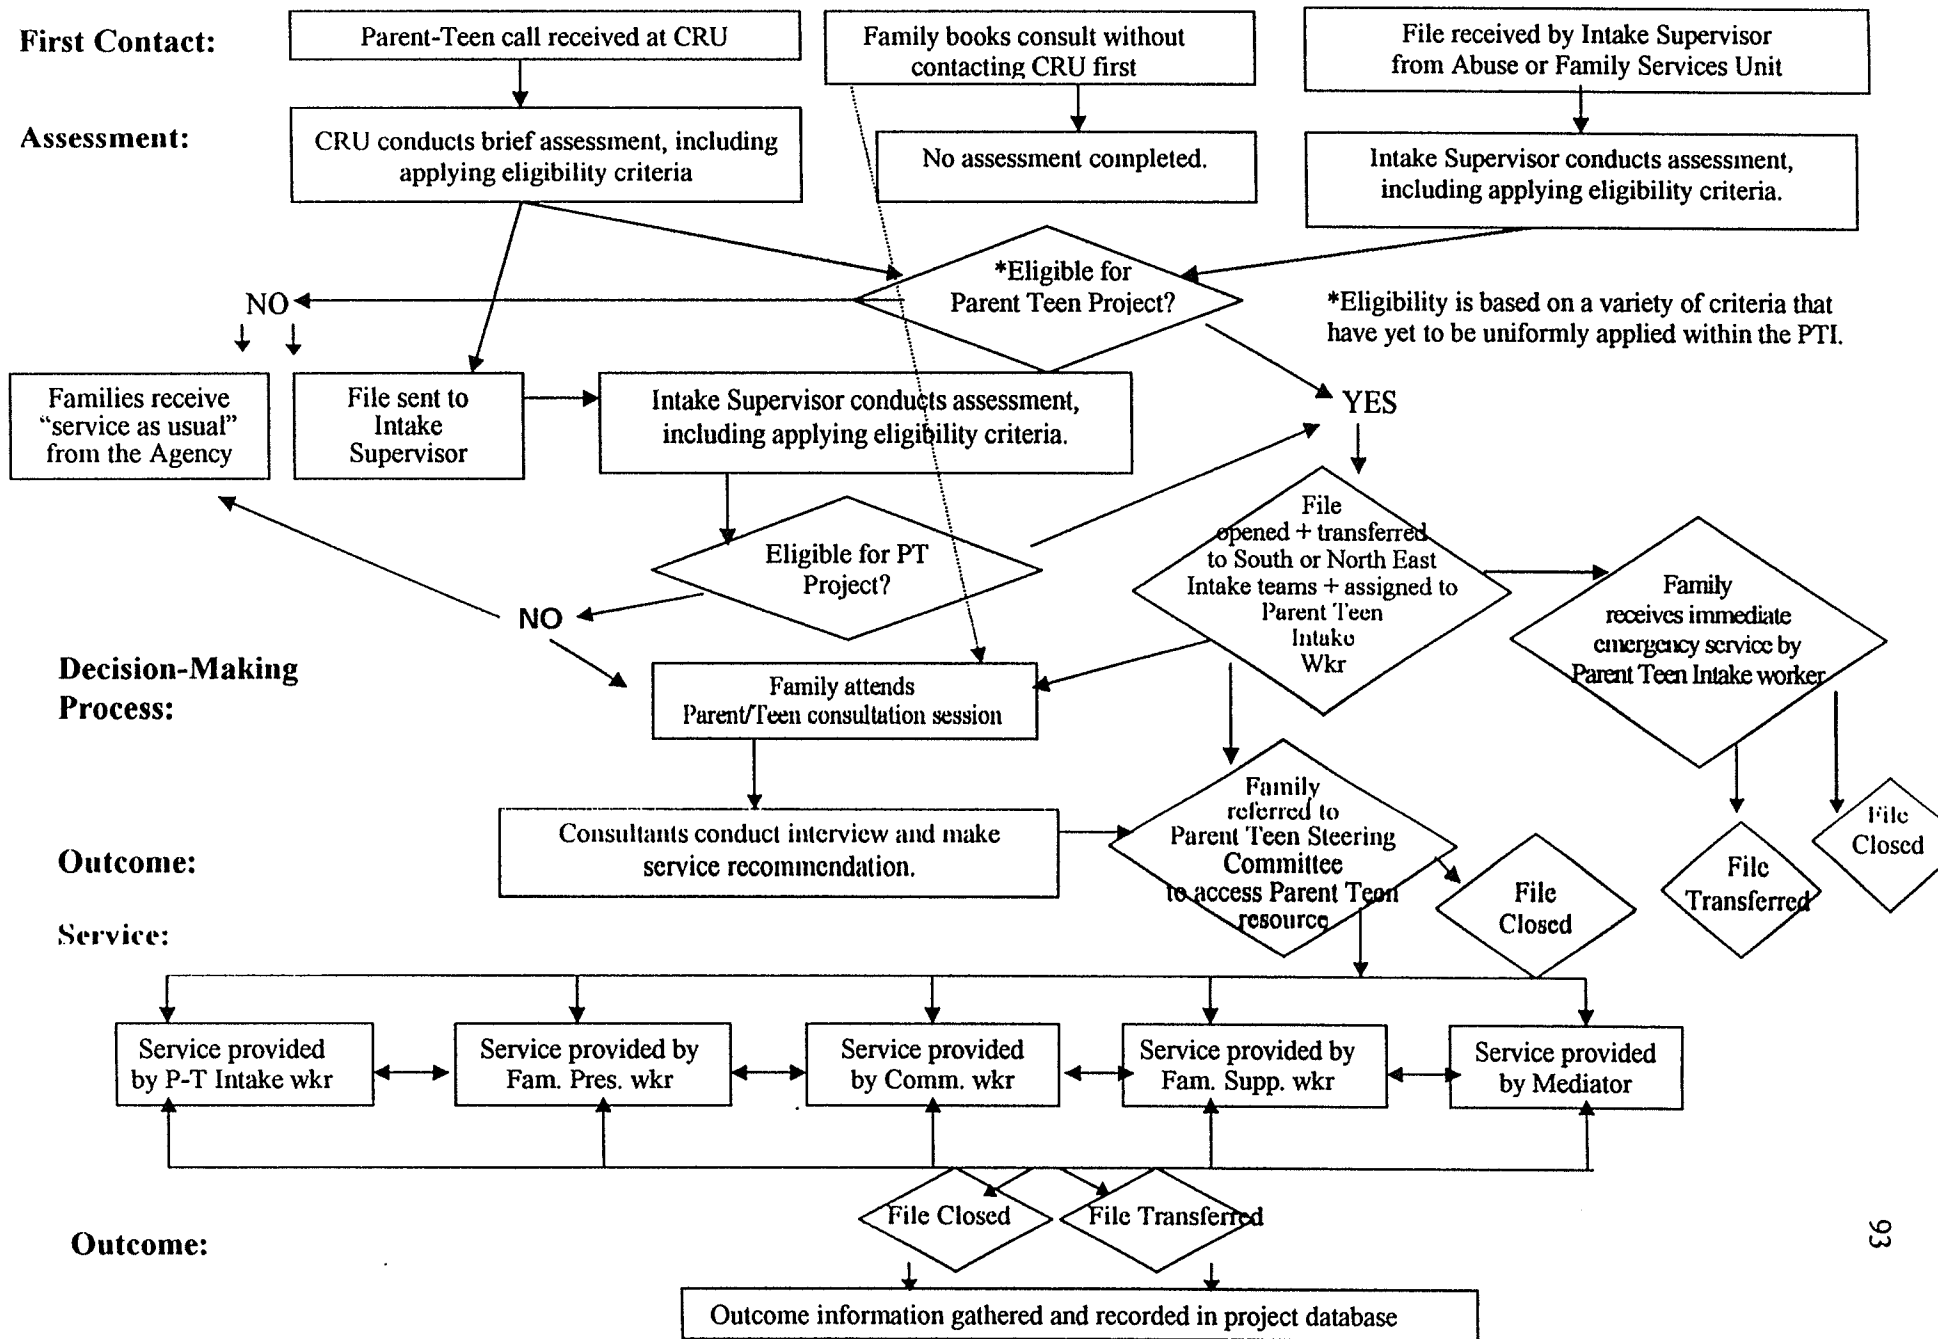 First Contact:
Parent-Teen call received at CRU
Family books consult without
contacting CRU first
File received by Intake Supervisor
from Abuse or Family Services Unit
Assessment:
CRU conducts brief assessment, including
applying eligibility criteria
No assessment completed.
Intake Supervisor conducts assessment,
including applying eligibility criteria.
*Eligible for
Parent Teen Project?
NO
*Eligibility is based on a variety of criteria that
have yet to be uniformly applied within the PTI.
Families receive
“service as usual”
from the Agency
File sent to
Intake
Supervisor
Intake Supervisor conducts assessment,
including applying eligibility criteria.
YES
Eligible for PT
Project?
NO
File
opened + transferred
to South or North East
Intake teams + assigned to
Parent Teen
Intake
Wkr
Family
receives immediate
emergency service by
Parent Teen Intake worker
Decision-Making
Process:
Family attends
Parent/Teen consultation session
Outcome:
Consultants conduct interview and make
service recommendation.
Family
referred to
Parent Teen Steering
Committee
to access Parent Teen
resource
File
Closed
File
Transferred
File
Closed
Service:
Service provided
by P-T Intake wkr
Service provided by
Fam. Pres. wkr
Service provided
by Comm. wkr
Service provided by
Fam. Supp. wkr
Service provided
by Mediator
File Closed
File Transferred
Outcome:
Outcome information gathered and recorded in project database
93